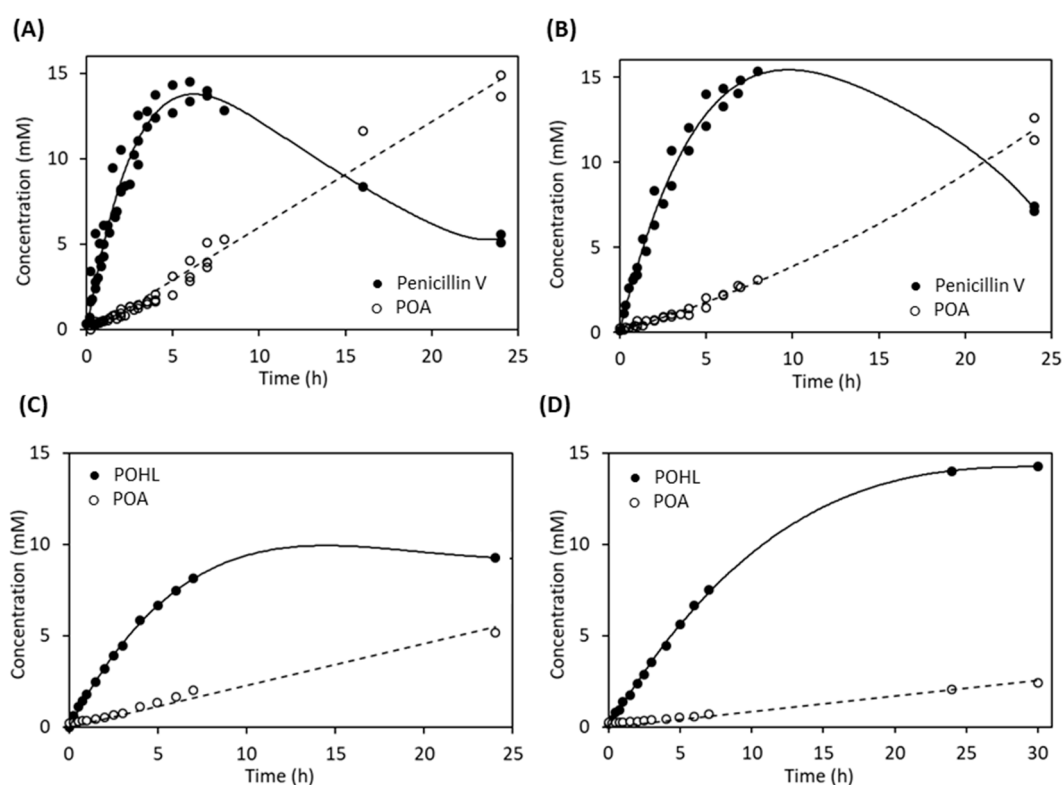 (A)
Concentration (mM)
15
10
5
0
0 5 10 15 20 25
Time (h)
Penicillin V
POA
(B)
Concentration (mM)
15
10
5
0
0 5 10 15 20 25
Time (h)
Penicillin V
POA
(C)
Concentration (mM)
15
10
5
0
0 5 10 15 20 25
Time (h)
POHL
POA
(D)
Concentration (mM)
15
10
5
0
0 5 10 15 20 25 30
Time (h)
POHL
POA